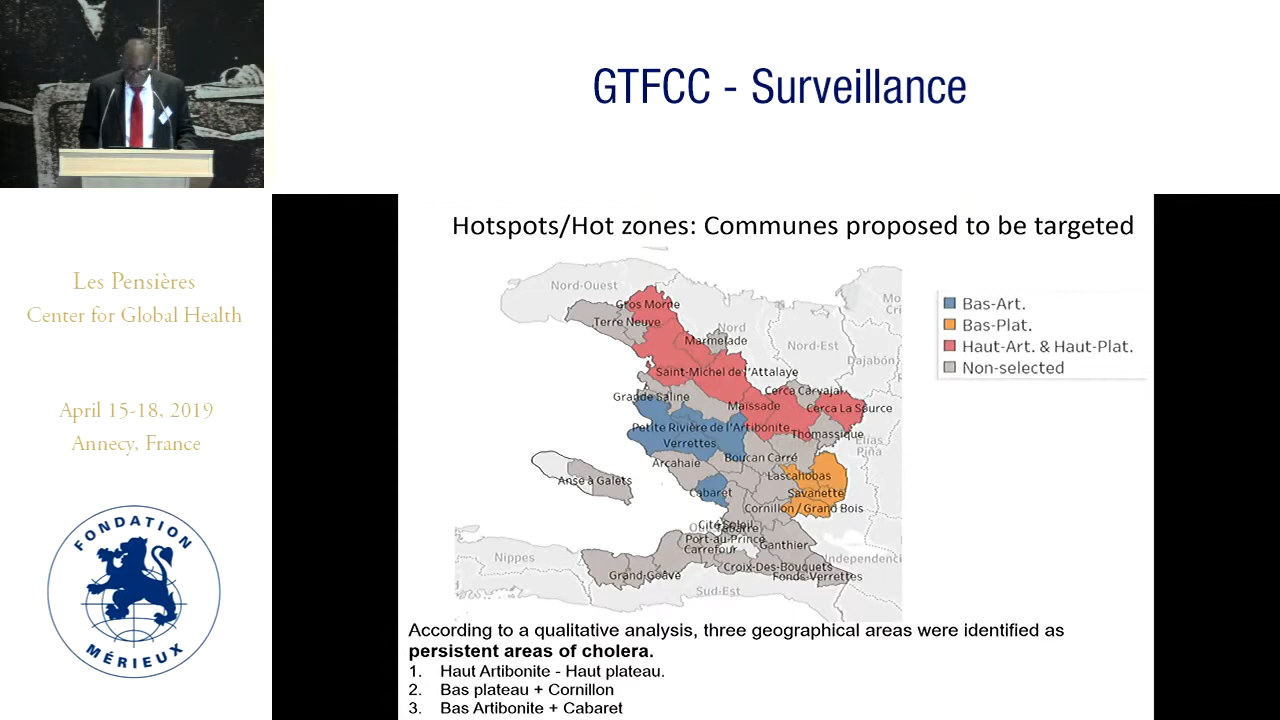 GTFCC - Surveillance
Les Pensières
Center for Global Health
April 15-18, 2019
Annecy, France
FONDATION
MÉRIEUX
Hotspots/Hot zones: Communes proposed to be targeted
Nord-Ouest
Gros Morne
Terre Neuve
Nord
Marmelade
Nord-Est
Dajabón
Saint-Michel de l'Attalaye
Cerca Carvajal
Grande Saline
Maissade
Cerca La Source
Petite Rivière de l'Artibonite
Thomassique
Verrettes
Elías
Piña
Arcahaie
Boucan Carré
Lascahobas
Anse à Galets
Cabaret
Savanette
Cornillon / Grand Bois
Cité Soleil
Port-au-Prince
Carrefour
Ganthier
Nippes
Independenci
Croix-Des-Bouquets
Grand-Goâve
Fonds-Verrettes
Sud-Est
Bas-Art.
Bas-Plat.
Haut-Art. & Haut-Plat.
Non-selected
According to a qualitative analysis, three geographical areas were identified as
persistent areas of cholera.
1. Haut Artibonite - Haut plateau.
2. Bas plateau + Cornillon
3. Bas Artibonite + Cabaret